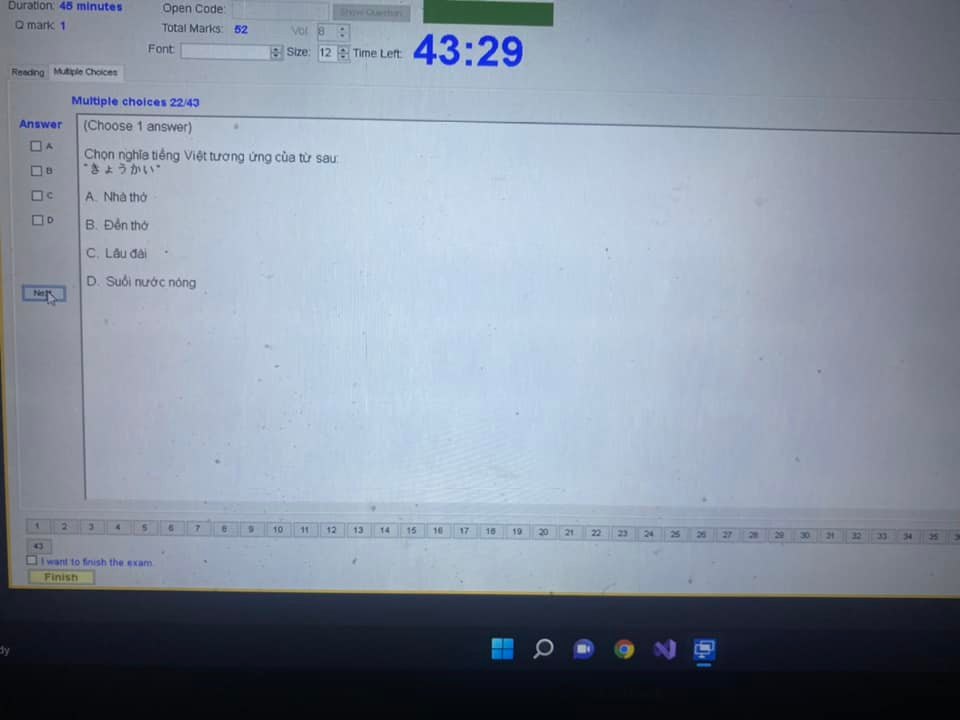 Duration: 45 minutes
Open Code:
Show Question
Q mark: 1
Total Marks: 52
Vol: 8
Font:
Size: 12
Time Left: 43:29
Reading
Multiple Choices
Multiple choices 22/43
Answer
(Choose 1 answer)
A
Chọn nghĩa tiếng Việt tương ứng của từ sau:
"きょうかい"
B
C
A. Nhà thờ
D
B. Đền thờ
C. Lâu đài
D. Suối nước nóng
1 2 3 4 5 6 7 8 9 10 11 12 13 14 15 16 17 18 19 20 21 22 23 24 25 26 27 28 29 30 31 32 33 34 35
43
I want to finish the exam.
Finish